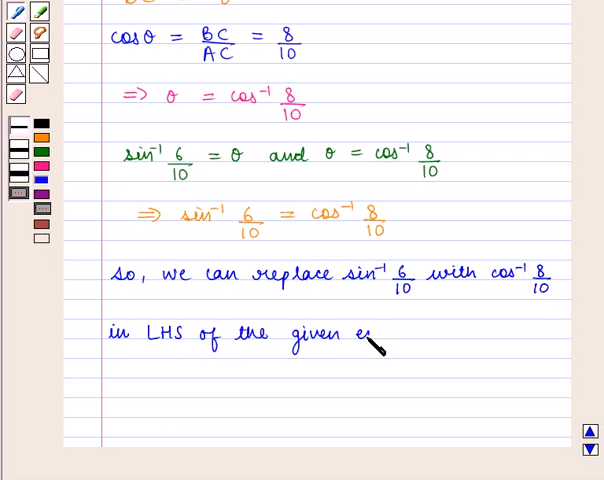 cosθ = BC/AC = 8/10
⇒ θ = cos⁻¹ 8/10
sin⁻¹ 6/10 = θ and θ = cos⁻¹ 8/10
⇒ sin⁻¹ 6/10 = cos⁻¹ 8/10
so, we can replace sin⁻¹ 6/10 with cos⁻¹ 8/10
in LHS of the given